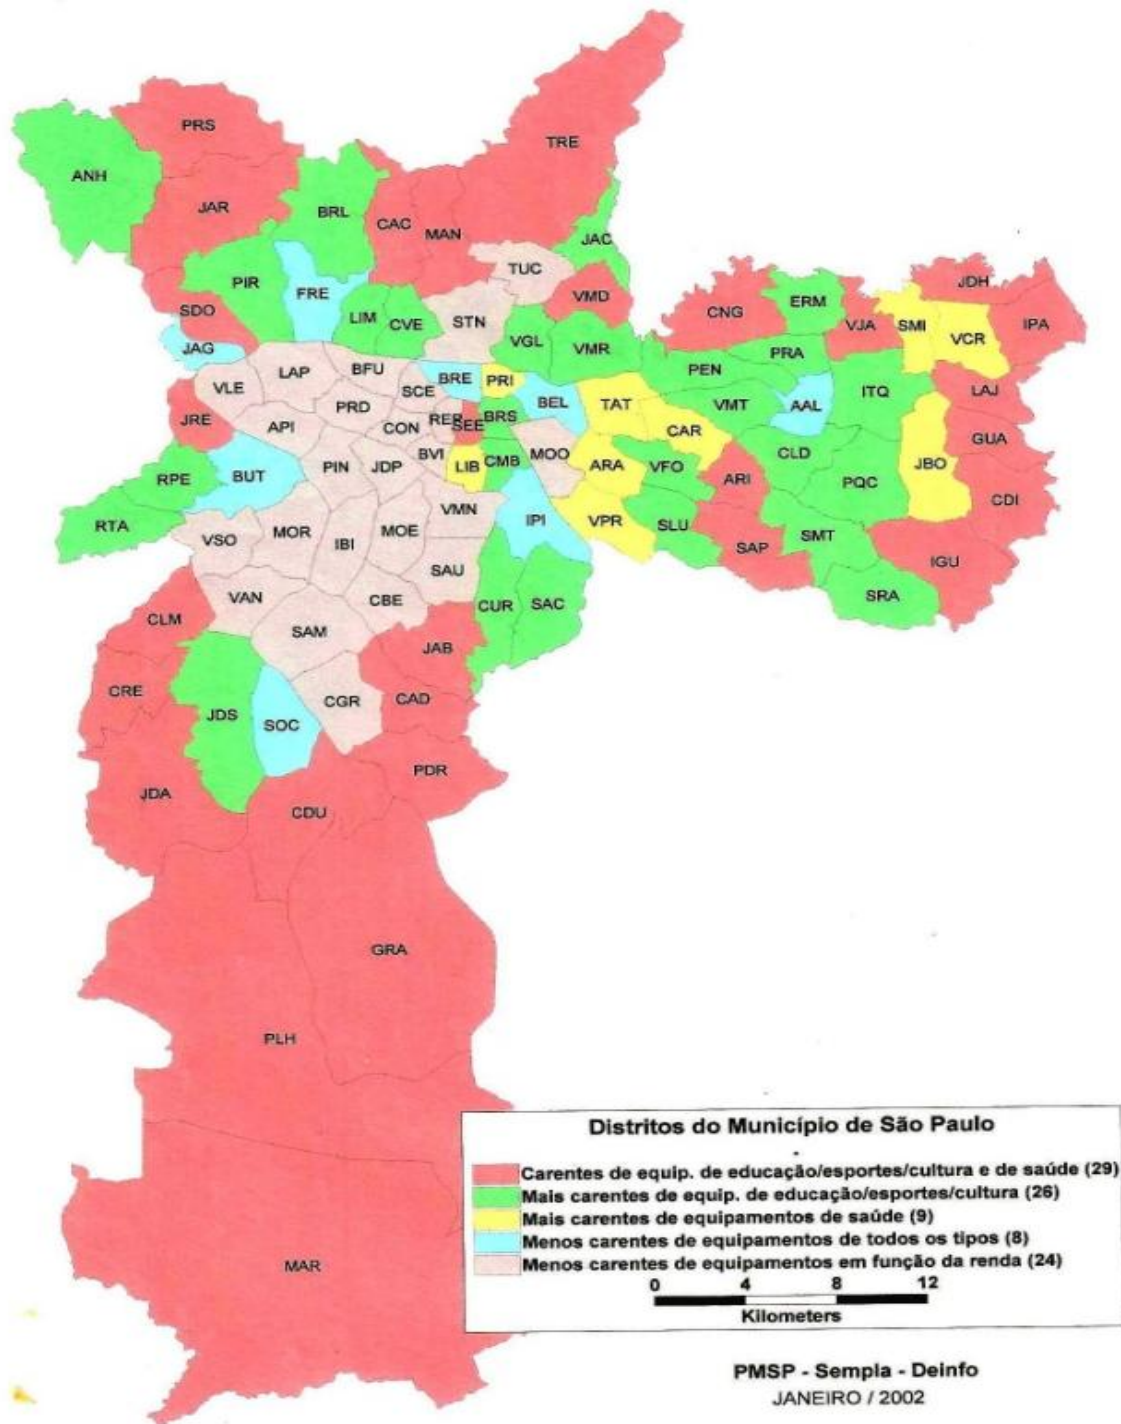 PRS
TRE
ANH
JAR
BRL
CAC
MAN
JAC
TUC
PIR
FRE
VMD
JDH
SDO
LIM
CVE
STN
CNG
ERM
VJA
SMI
VCR
IPA
JAG
VGL
VMR
PRA
PEN
LAP
BFU
VLE
SCE
BRE
PRI
BEL
TAT
VMT
AAL
ITQ
LAJ
PRD
JRE
API
CON
REP
SEE
BRS
CAR
GUA
BVI
LIB
CMB
MOO
ARA
VFO
CLD
JBO
RPE
BUT
PIN
JDP
ARI
PQC
CDI
RTA
VSO
MOR
IBI
MOE
VMN
IPI
VPR
SLU
SMT
SAP
IGU
SAU
VAN
CBE
CUR
SAC
SRA
CLM
SAM
JAB
CRE
CGR
CAD
JDS
SOC
PDR
JDA
CDU
GRA
PLH
MAR
Distritos do Município de São Paulo
Carentes de equip. de educação/esportes/cultura e de saúde (29)
Mais carentes de equip. de educação/esportes/cultura (26)
Mais carentes de equipamentos de saúde (9)
Menos carentes de equipamentos de todos os tipos (8)
Menos carentes de equipamentos em função da renda (24)
0 4 8 12
Kilometers
PMSP - Sempla - Deinfo
JANEIRO / 2002